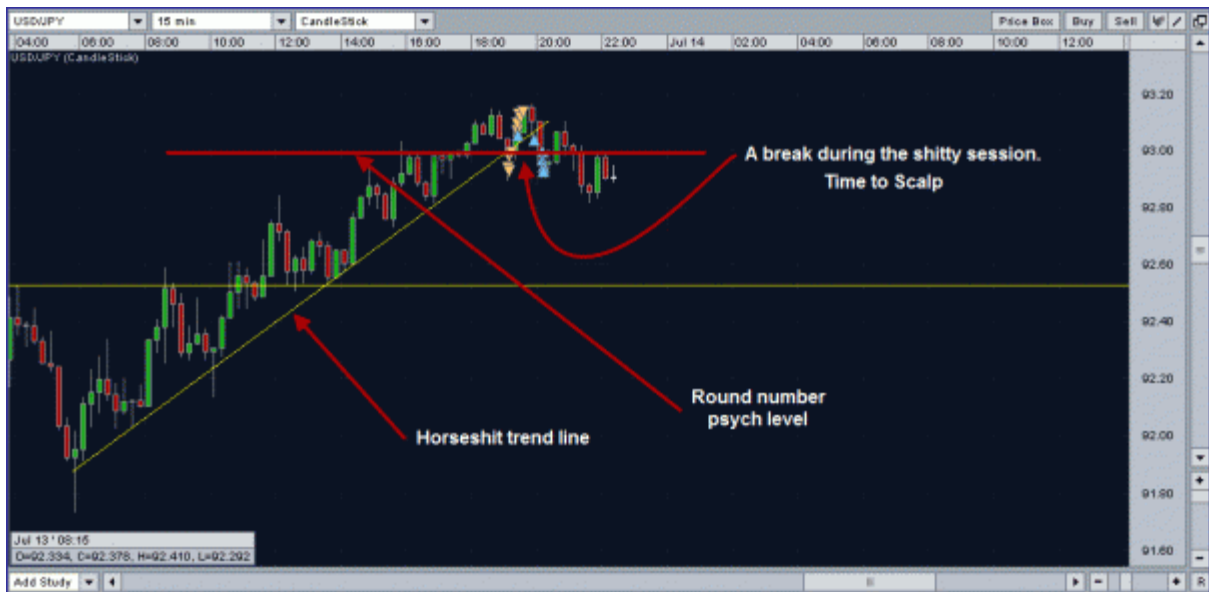 USD/JPY 15 min CandleStick Price Box Buy Sell
04:00 06:00 08:00 10:00 12:00 14:00 16:00 18:00 20:00 22:00 Jul 14 02:00 04:00 06:00 08:00 10:00 12:00
USD/JPY (CandleStick)
93.20
93.00
A break during the shitty session.
Time to Scalp
92.80
92.60
92.40
92.20
Round number
psych level
Horseshit trend line
92.00
91.80
Jul 13 '08:15
O=92.334, C=92.378, H=92.410, L=92.292
91.60
Add Study R